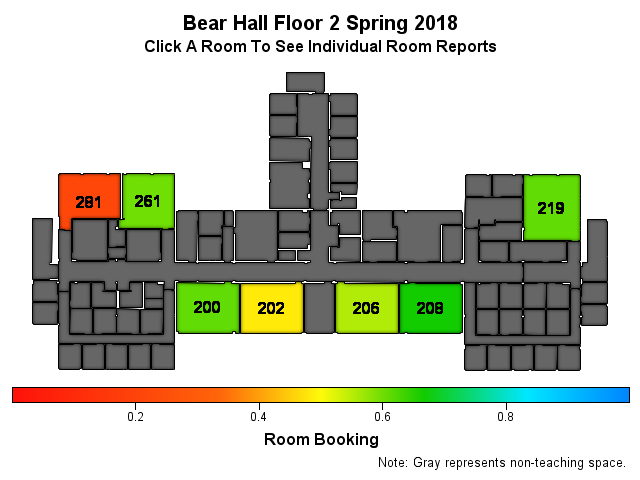 Bear Hall Floor 2 Spring 2018
Click A Room To See Individual Room Reports
281
261
219
200
202
206
208
0.2
0.4
0.6
0.8
Room Booking
Note: Gray represents non-teaching space.